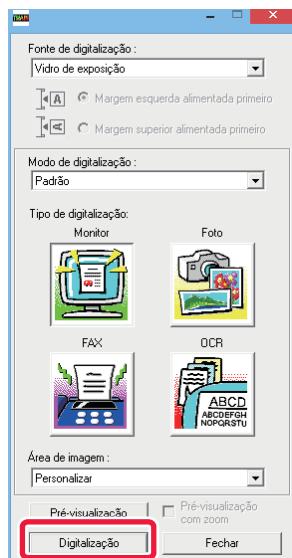 Fonte de digitalização :
Vidro de exposição
A
Margem esquerda alimentada primeiro
A
Margem superior alimentada primeiro
Modo de digitalização :
Padrão
Tipo de digitalização:
Monitor
Foto
FAX
OCR
ABCD
ABCDEFGH
NOPQRSTU
Área de imagem :
Personalizar
Pré-visualização
Pré-visualização
com zoom
Digitalização
Fechar